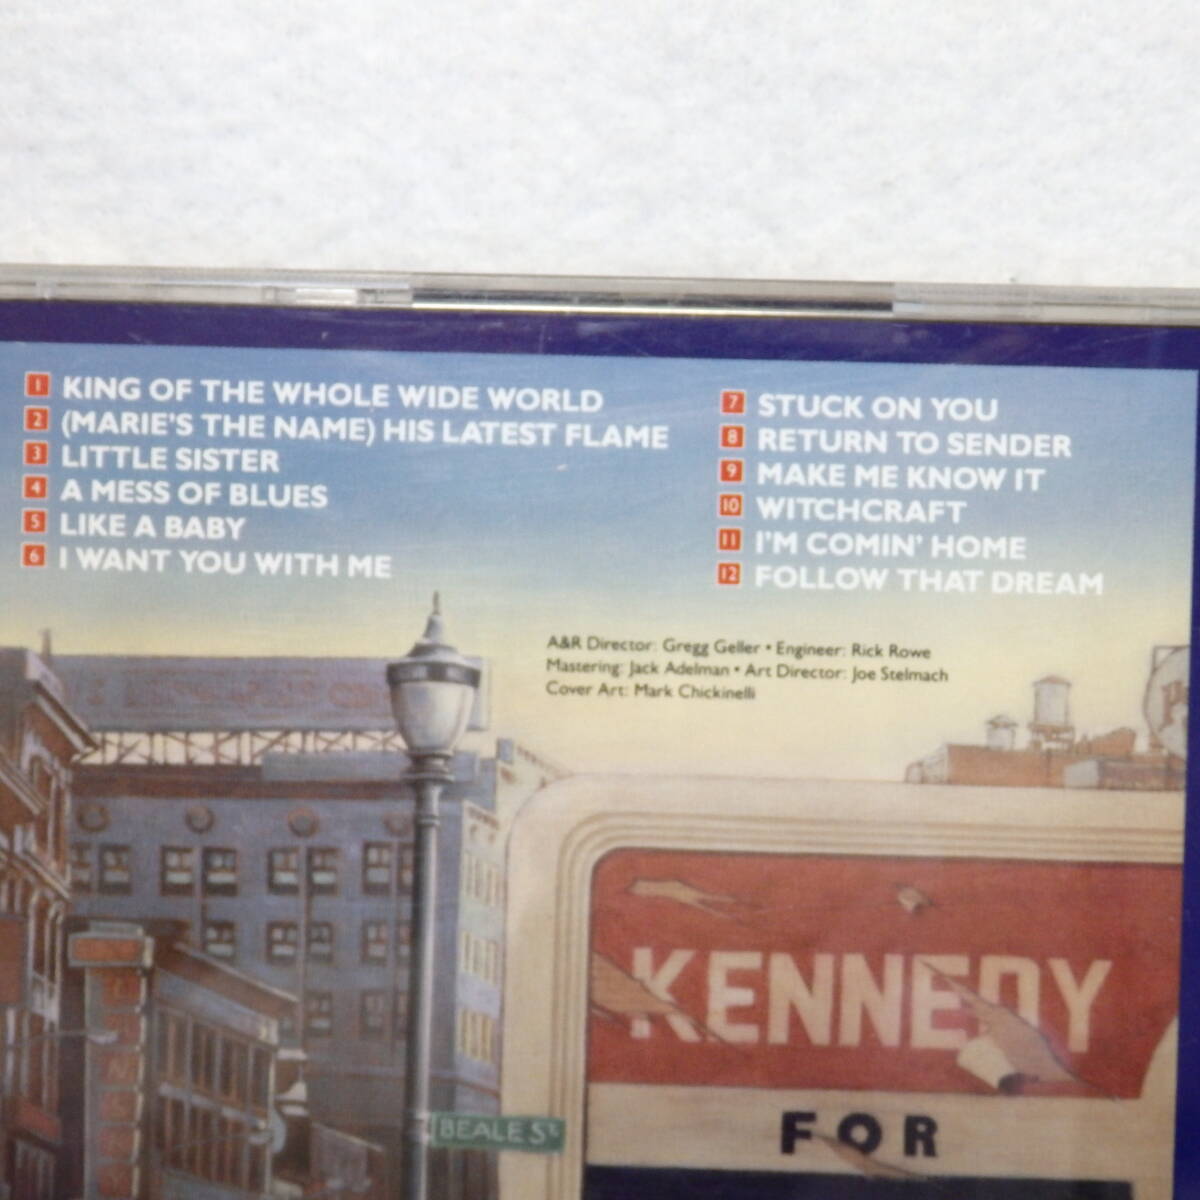 1 KING OF THE WHOLE WIDE WORLD
2 (MARIE'S THE NAME) HIS LATEST FLAME
3 LITTLE SISTER
4 A MESS OF BLUES
5 LIKE A BABY
6 I WANT YOU WITH ME
7 STUCK ON YOU
8 RETURN TO SENDER
9 MAKE ME KNOW IT
10 WITCHCRAFT
11 I'M COMIN' HOME
12 FOLLOW THAT DREAM
A&R Director: Gregg Geller • Engineer: Rick Rowe
Mastering: Jack Adelman • Art Director: Joe Stelmach
Cover Art: Mark Chickinelli
KENNEDY
FOR
BEALE ST